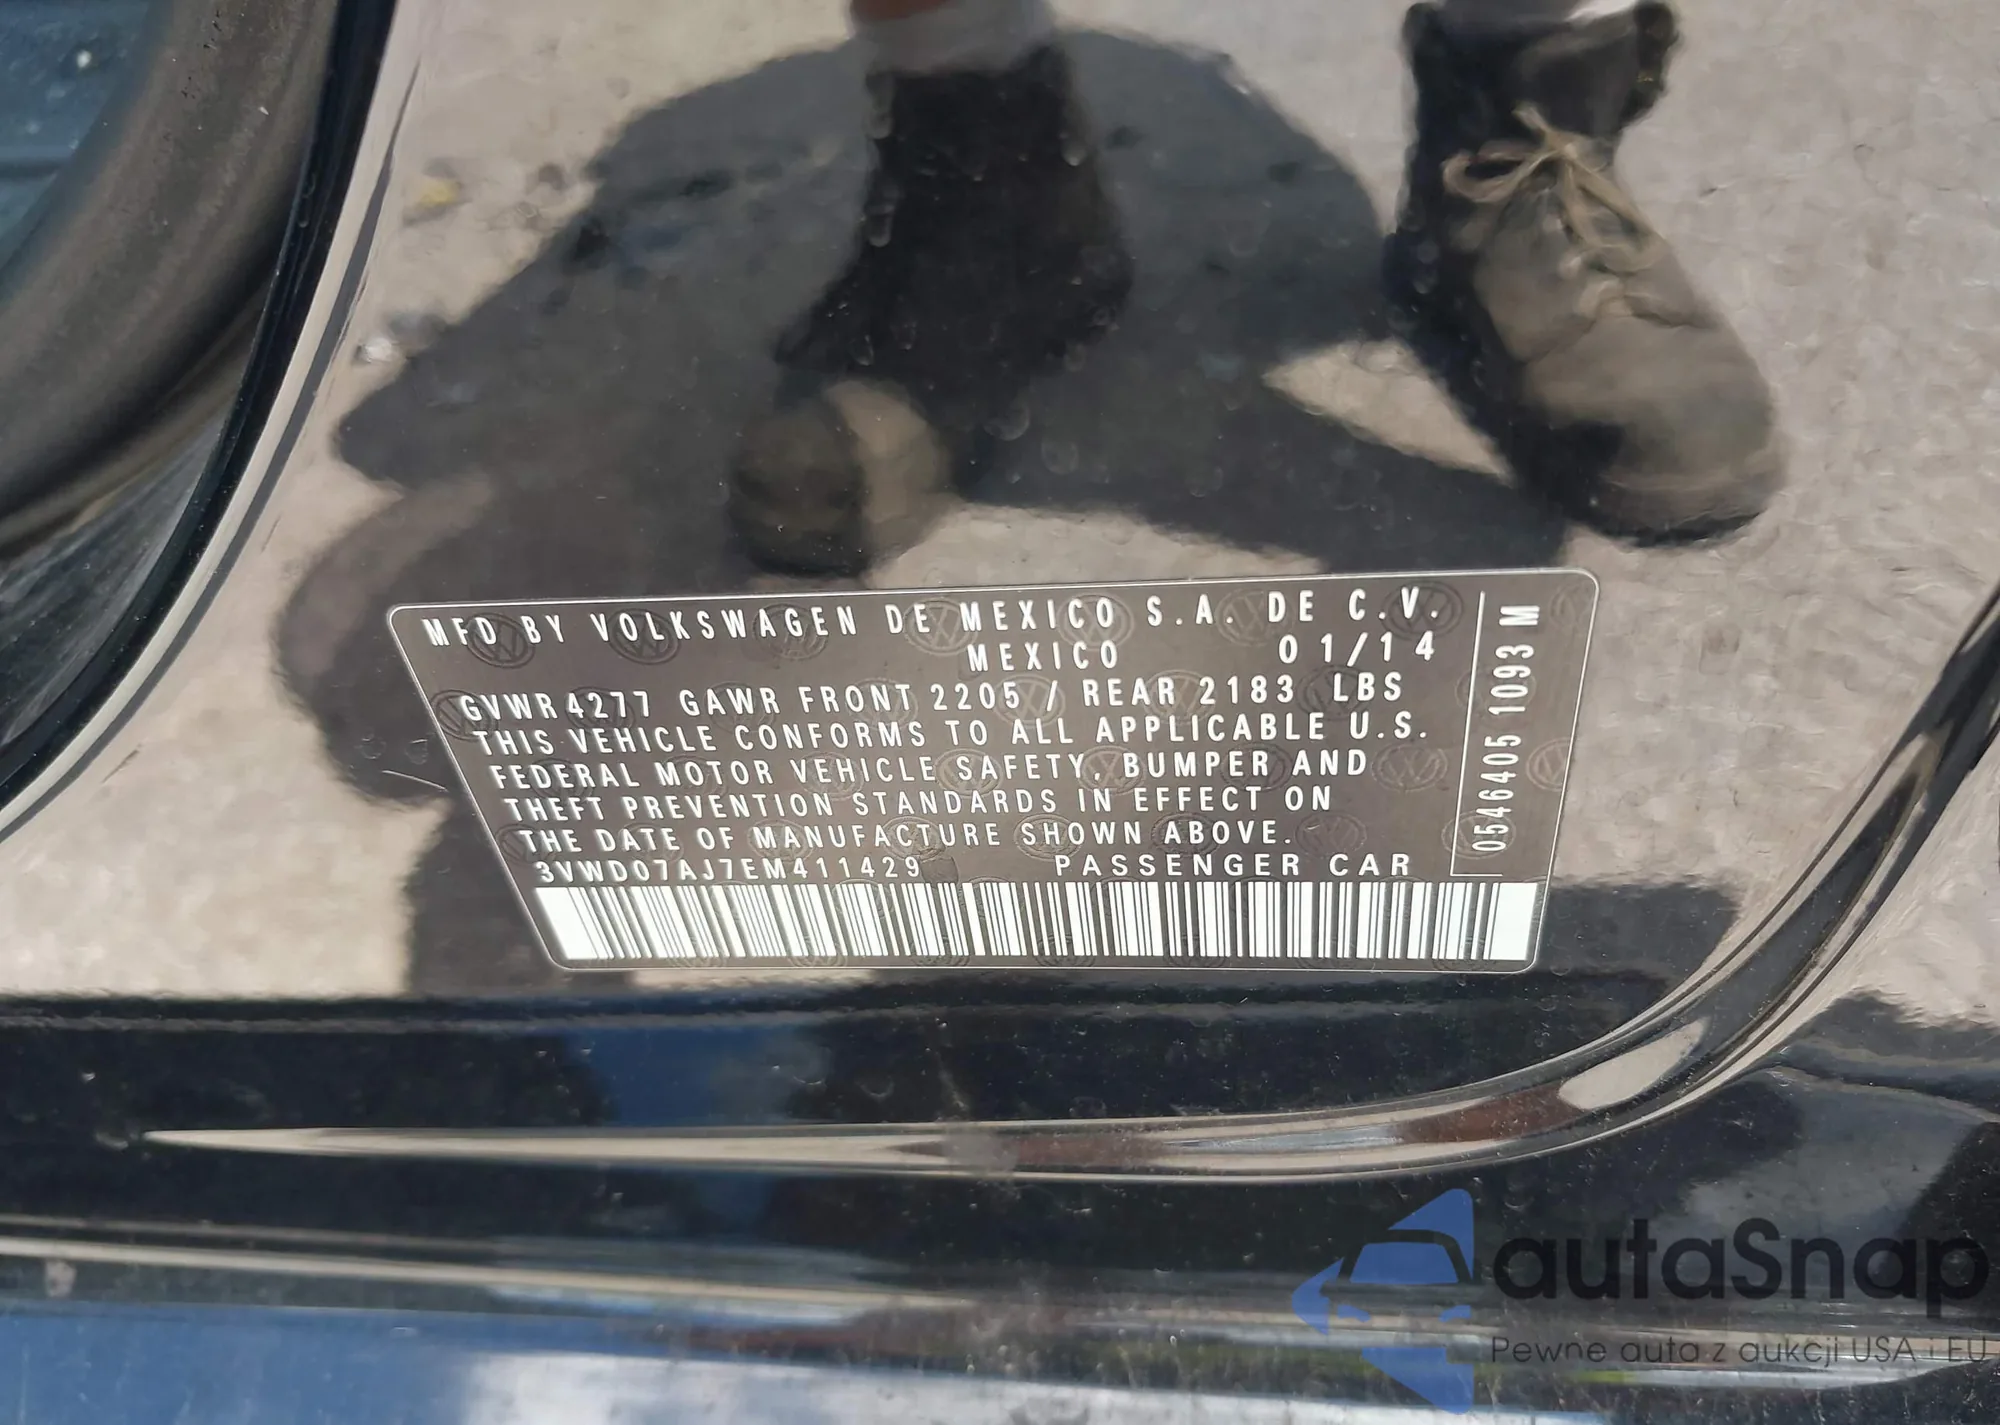 MFD BY VOLKSWAGEN DE MEXICO S.A. DE C.V.
MEXICO 01/14
GVWR 4277 GAWR FRONT 2205 / REAR 2183 LBS
THIS VEHICLE CONFORMS TO ALL APPLICABLE U.S.
FEDERAL MOTOR VEHICLE SAFETY, BUMPER AND
THEFT PREVENTION STANDARDS IN EFFECT ON
THE DATE OF MANUFACTURE SHOWN ABOVE.
3VWD07AJ7EM411429 PASSENGER CAR
0546405 1093 M
autaSnap
Pewne auta z aukcji USA i EU